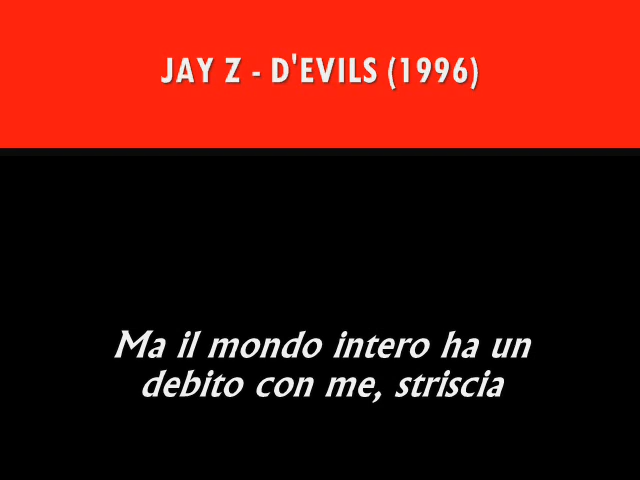 JAY Z - D'EVILS (1996)
Ma il mondo intero ha un
debito con me, striscia